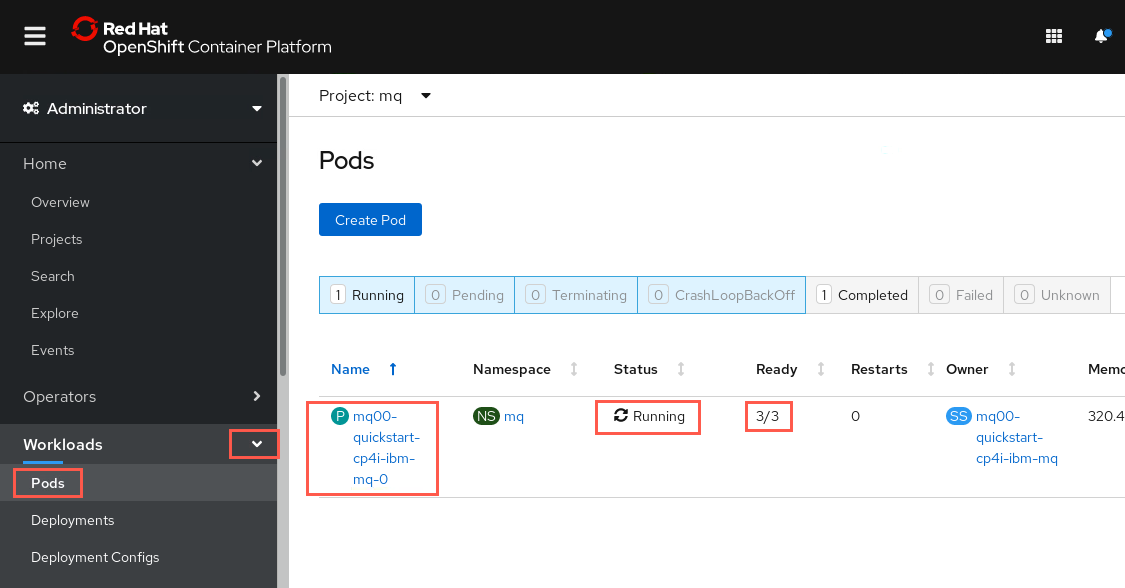 Red Hat
OpenShift Container Platform
Administrator
Home
Overview
Projects
Search
Explore
Events
Operators
Workloads
Pods
Deployments
Deployment Configs
Project: mq
Pods
Create Pod
1 Running 0 Pending 0 Terminating 0 CrashLoopBackOff 1 Completed 0 Failed 0 Unknown
Name Namespace Status Ready Restarts Owner
P mq00-quickstart-cp4i-ibm-mq-0 NS mq Running 3/3 0 SS mq00-quickstart-cp4i-ibm-mq 320.4